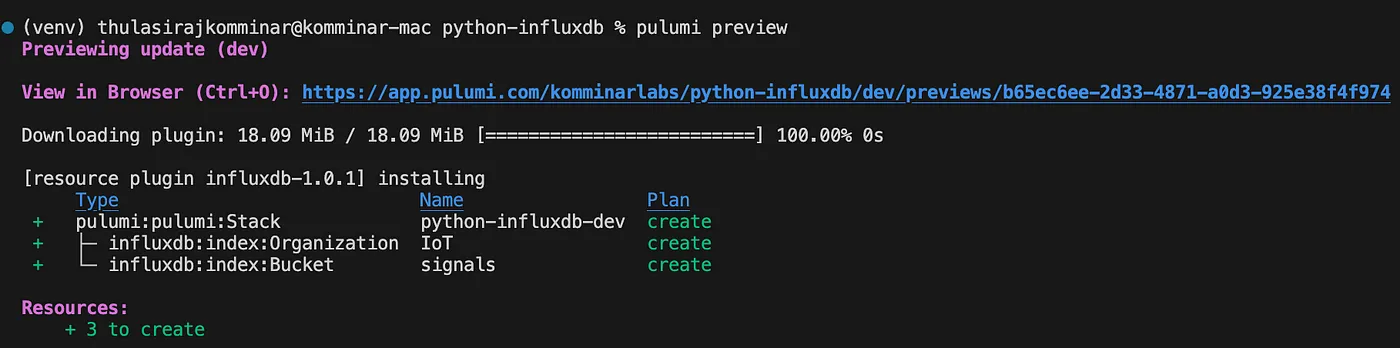 (venv) thulasirajkomminar@komminar-mac python-influxdb % pulumi preview
Previewing update (dev)
View in Browser (Ctrl+O): https://app.pulumi.com/komminarlabs/python-influxdb/dev/previews/b65ec6ee-2d33-4871-a0d3-925e38f4f974
Downloading plugin: 18.09 MiB / 18.09 MiB [=========================] 100.00% 0s
[resource plugin influxdb-1.0.1] installing
Type Name Plan
+ pulumi:pulumi:Stack python-influxdb-dev create
+ ├─ influxdb:index:Organization IoT create
+ └─ influxdb:index:Bucket signals create
Resources:
+ 3 to create